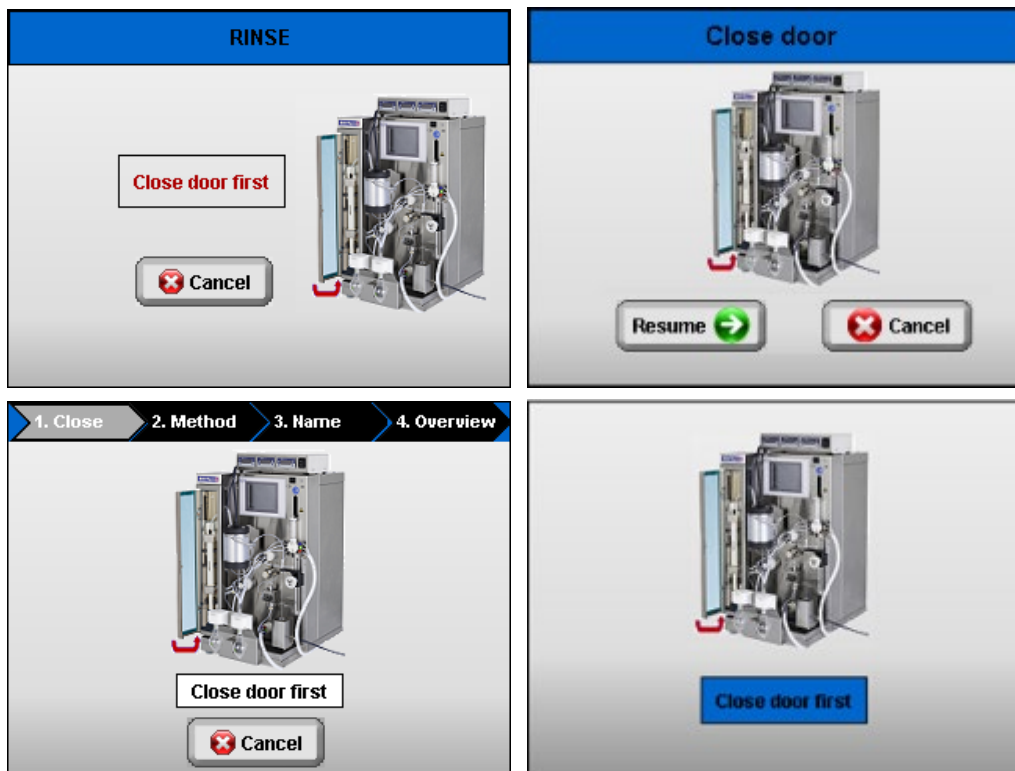 RINSE
Close door first
Cancel
Close door
Resume
Cancel
1. Close
2. Method
3. Name
4. Overview
Close door first
Cancel
Close door first